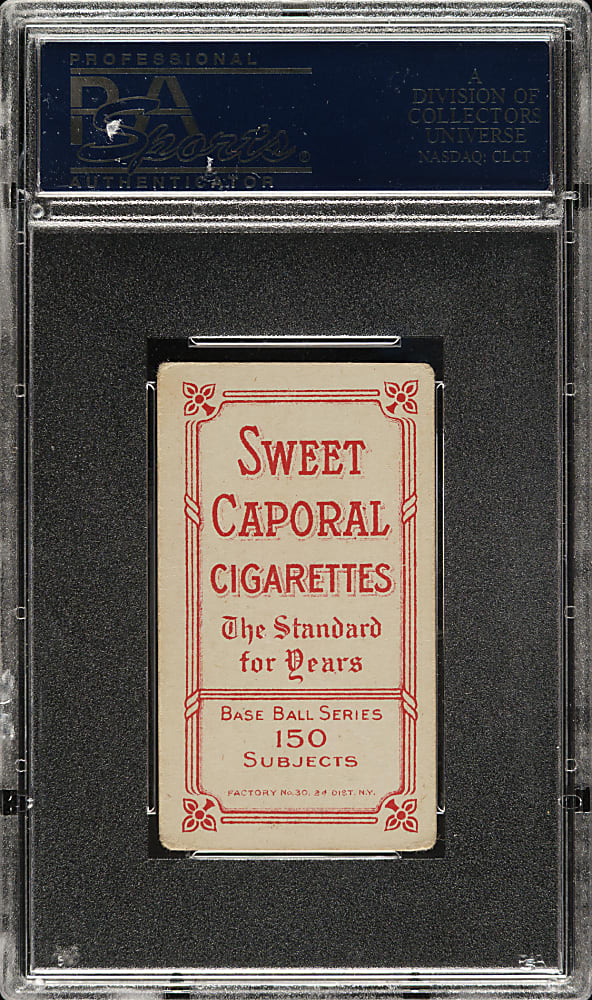 PROFESSIONAL
PSA
Sports®
AUTHENTICATOR
A
DIVISION OF
COLLECTORS
UNIVERSE
NASDAQ: CLCT
SWEET
CAPORAL
CIGARETTES
The Standard
for Years
BASE BALL SERIES
150
SUBJECTS
FACTORY No. 30, 2d DIST. N.Y.